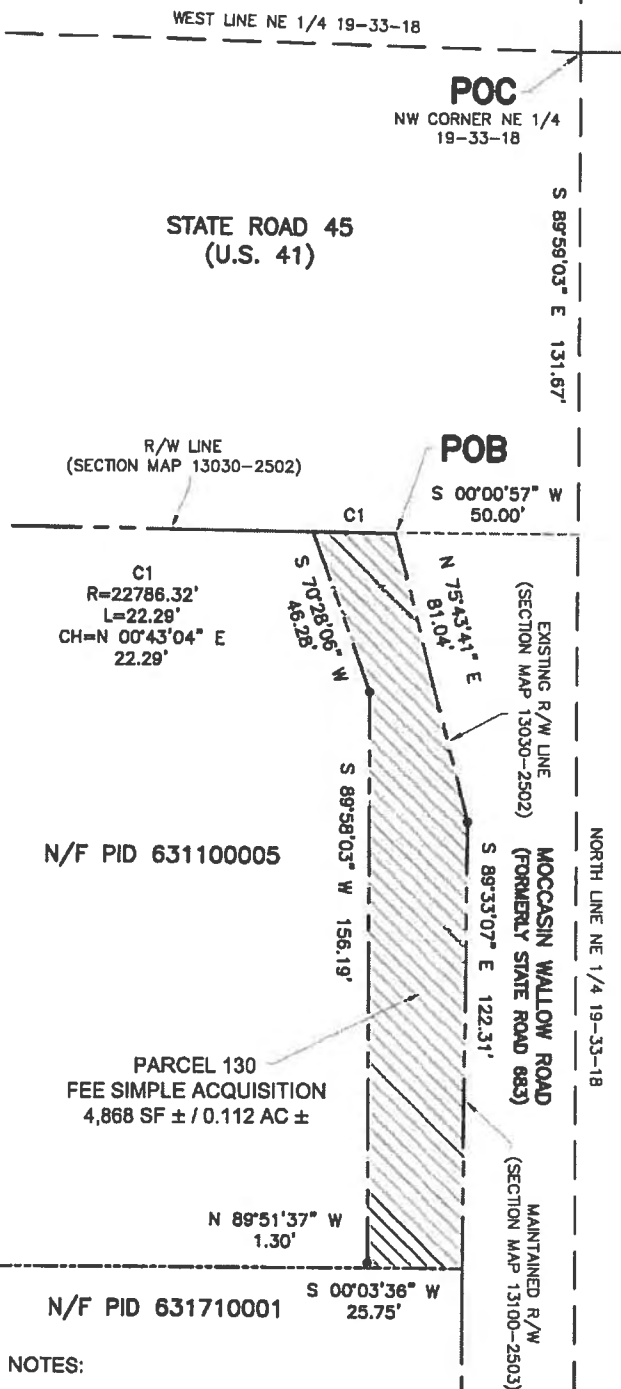 WEST LINE NE 1/4 19-33-18
POC
NW CORNER NE 1/4
19-33-18
STATE ROAD 45
(U.S. 41)
S 89°59'03" E 131.67'
R/W LINE
(SECTION MAP 13030-2502)
POB
S 00°00'57" W
50.00'
C1
C1
R=22786.32'
L=22.29'
CH=N 00°43'04" E
22.29'
S 70°28'06" W
46.28'
N 75°43'41" E
81.04'
EXISTING R/W LINE
(SECTION MAP 13030-2502)
N/F PID 631100005
S 89°58'03" W 156.19'
S 89°33'07" E 122.31'
MOCCASIN WALLOW ROAD
(FORMERLY STATE ROAD 683)
NORTH LINE NE 1/4 19-33-18
PARCEL 130
FEE SIMPLE ACQUISITION
4,868 SF ± / 0.112 AC ±
MAINTAINED R/W
(SECTION MAP 13100-2503)
N 89°51'37" W
1.30'
S 00°03'36" W
25.75'
N/F PID 631710001
NOTES: